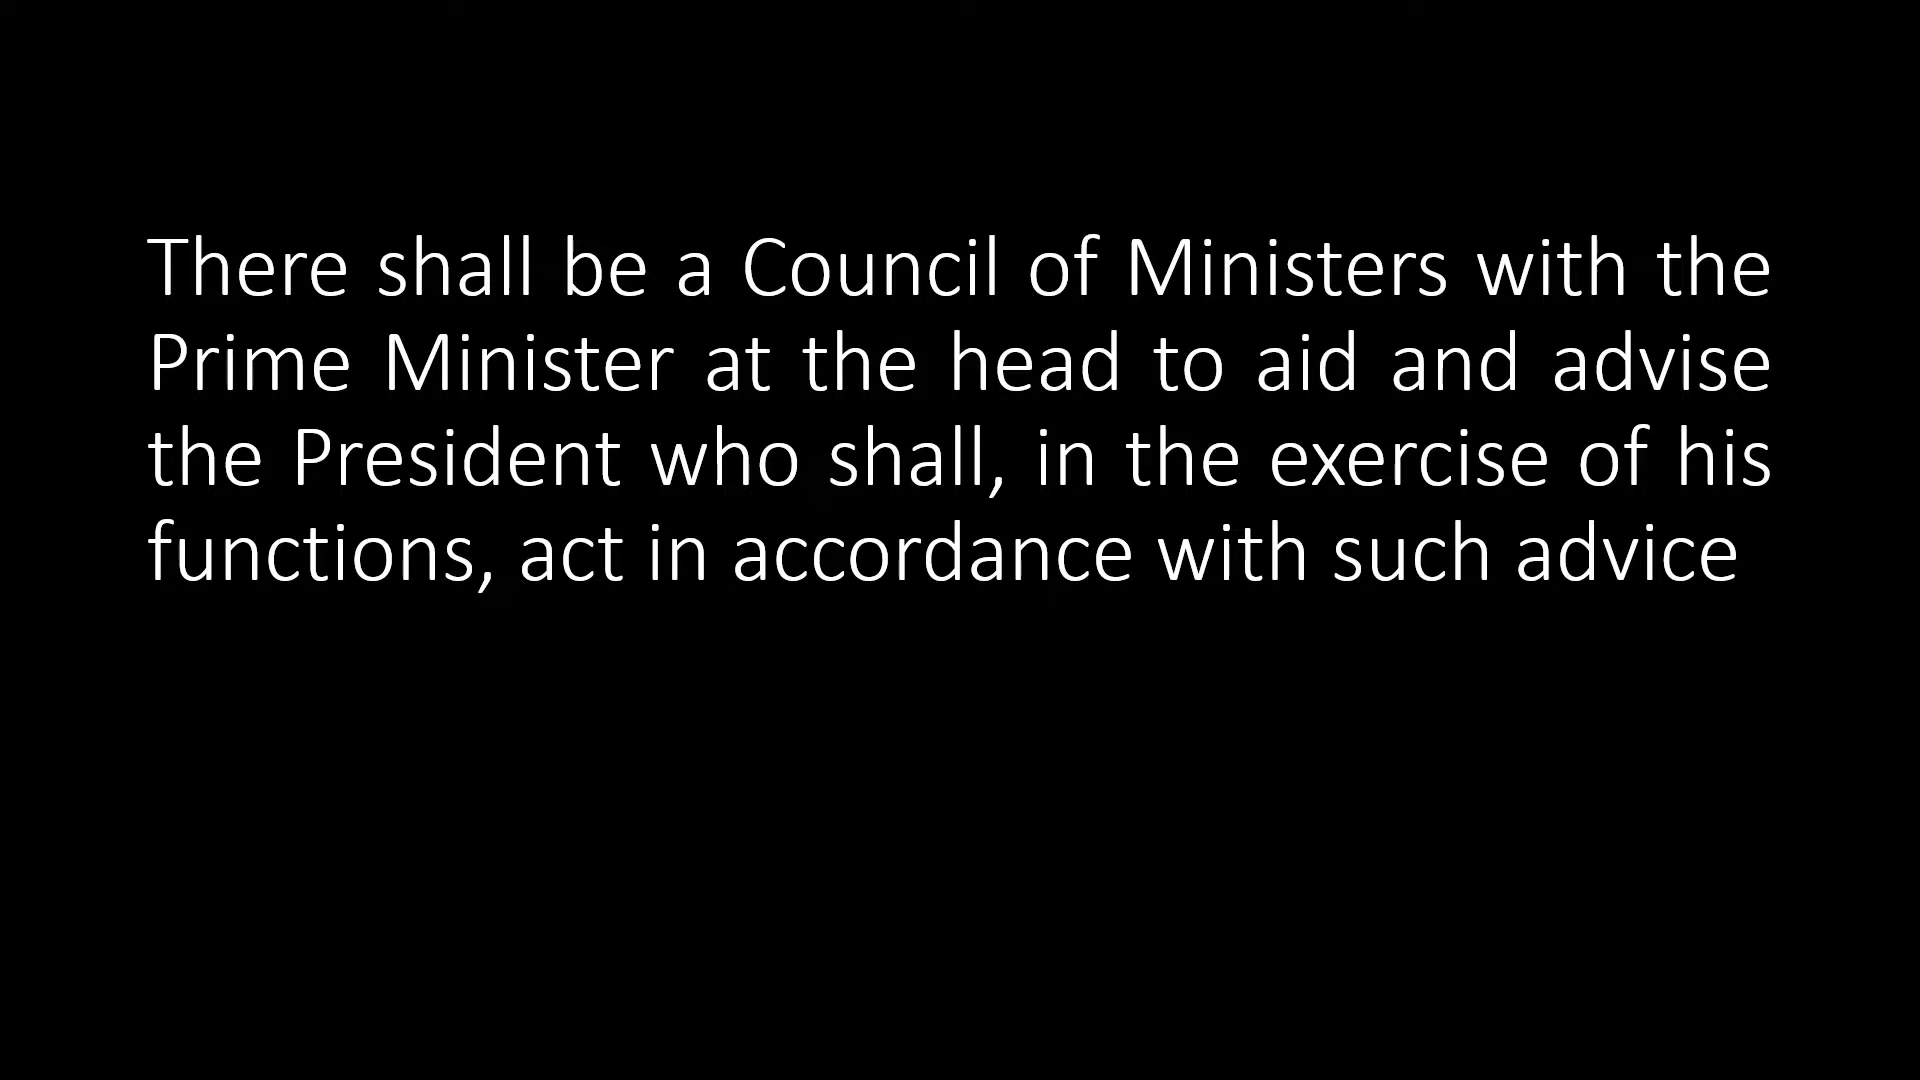 There shall be a Council of Ministers with the
Prime Minister at the head to aid and advise
the President who shall, in the exercise of his
functions, act in accordance with such advice